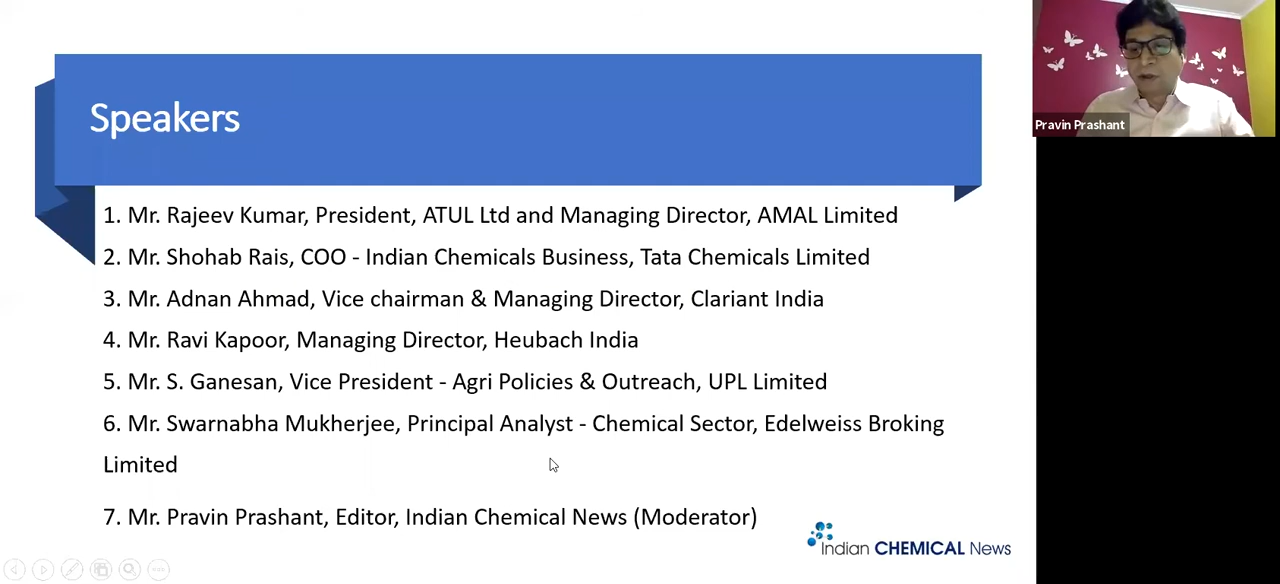 Speakers
1. Mr. Rajeev Kumar, President, ATUL Ltd and Managing Director, AMAL Limited
2. Mr. Shohab Rais, COO - Indian Chemicals Business, Tata Chemicals Limited
3. Mr. Adnan Ahmad, Vice chairman & Managing Director, Clariant India
4. Mr. Ravi Kapoor, Managing Director, Heubach India
5. Mr. S. Ganesan, Vice President - Agri Policies & Outreach, UPL Limited
6. Mr. Swarnabha Mukherjee, Principal Analyst - Chemical Sector, Edelweiss Broking
Limited
7. Mr. Pravin Prashant, Editor, Indian Chemical News (Moderator)
Indian CHEMICAL News
Pravin Prashant